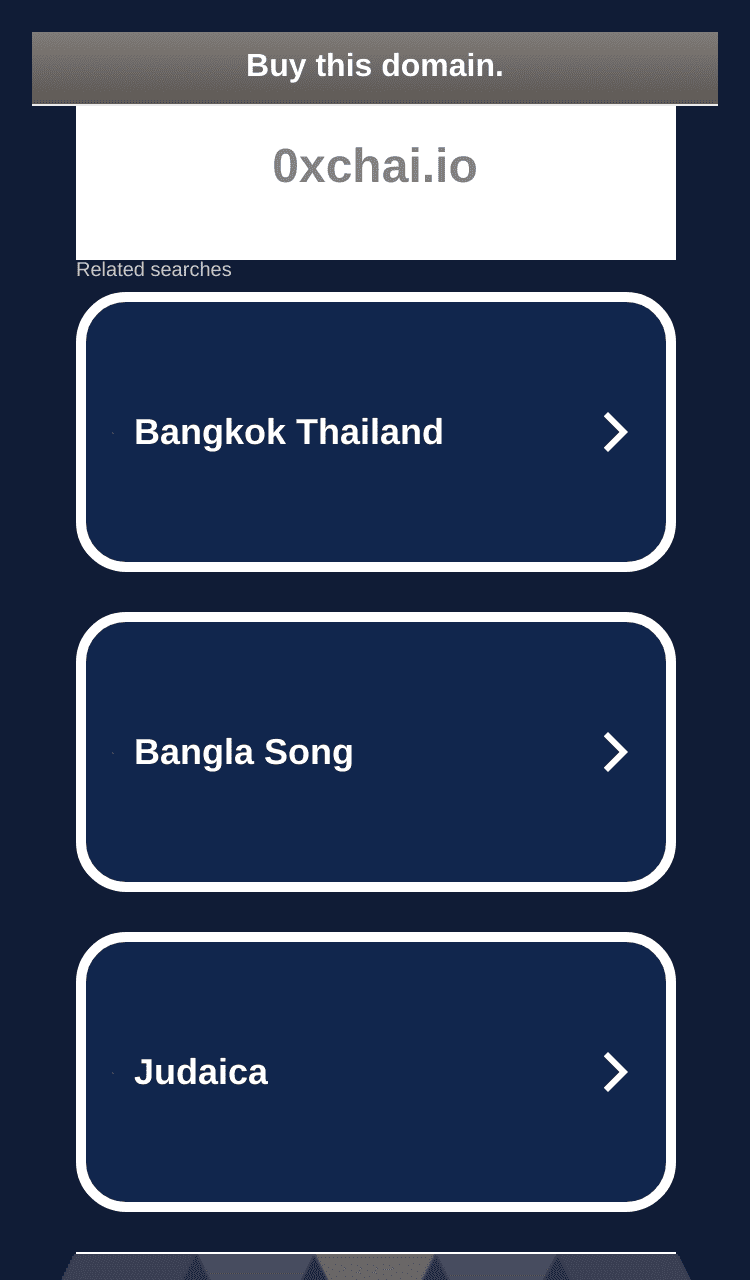 Buy this domain.
0xchai.io
Related searches
Bangkok Thailand
Bangla Song
Judaica